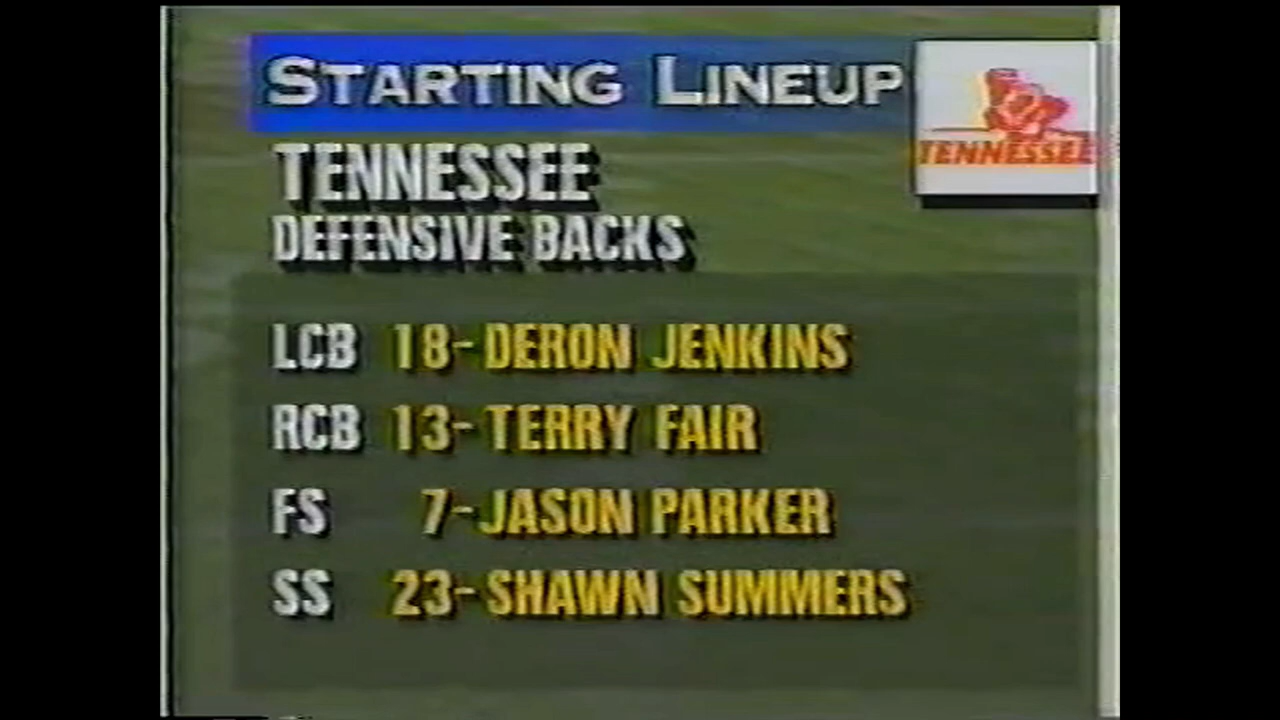 STARTING LINEUP
TENNESSEE
TENNESSEE
DEFENSIVE BACKS
LCB 18-DERON JENKINS
RCB 13-TERRY FAIR
FS 7-JASON PARKER
SS 23-SHAWN SUMMERS